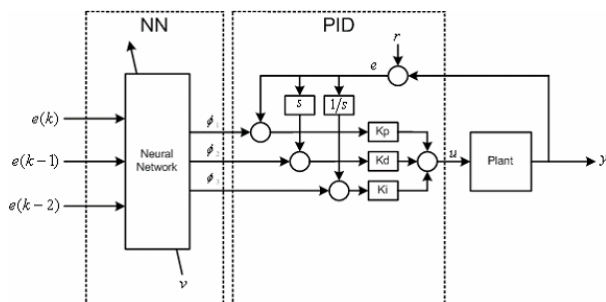 NN
PID
r
e
s
1/s
e(k)
e(k−1)
e(k−2)
Neural
Network
ϕ
ϕ
ϕ
Kp
Kd
Ki
u
Plant
y
v